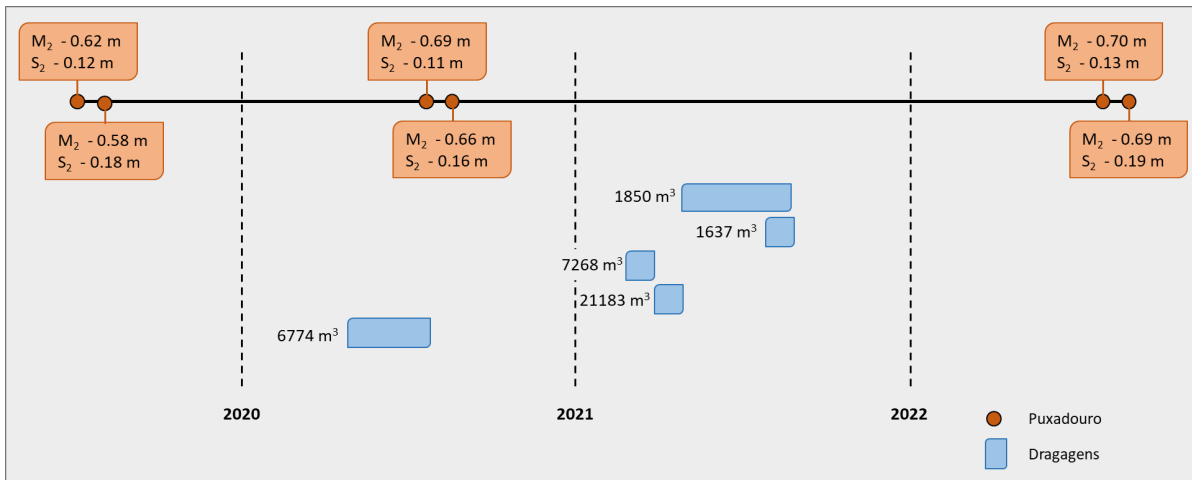 M₂ - 0.62 m
S₂ - 0.12 m
M₂ - 0.69 m
S₂ - 0.11 m
M₂ - 0.70 m
S₂ - 0.13 m
M₂ - 0.58 m
S₂ - 0.18 m
M₂ - 0.66 m
S₂ - 0.16 m
M₂ - 0.69 m
S₂ - 0.19 m
1850 m³
1637 m³
7268 m³
21183 m³
6774 m³
2020
2021
2022
Puxadouro
Dragagens